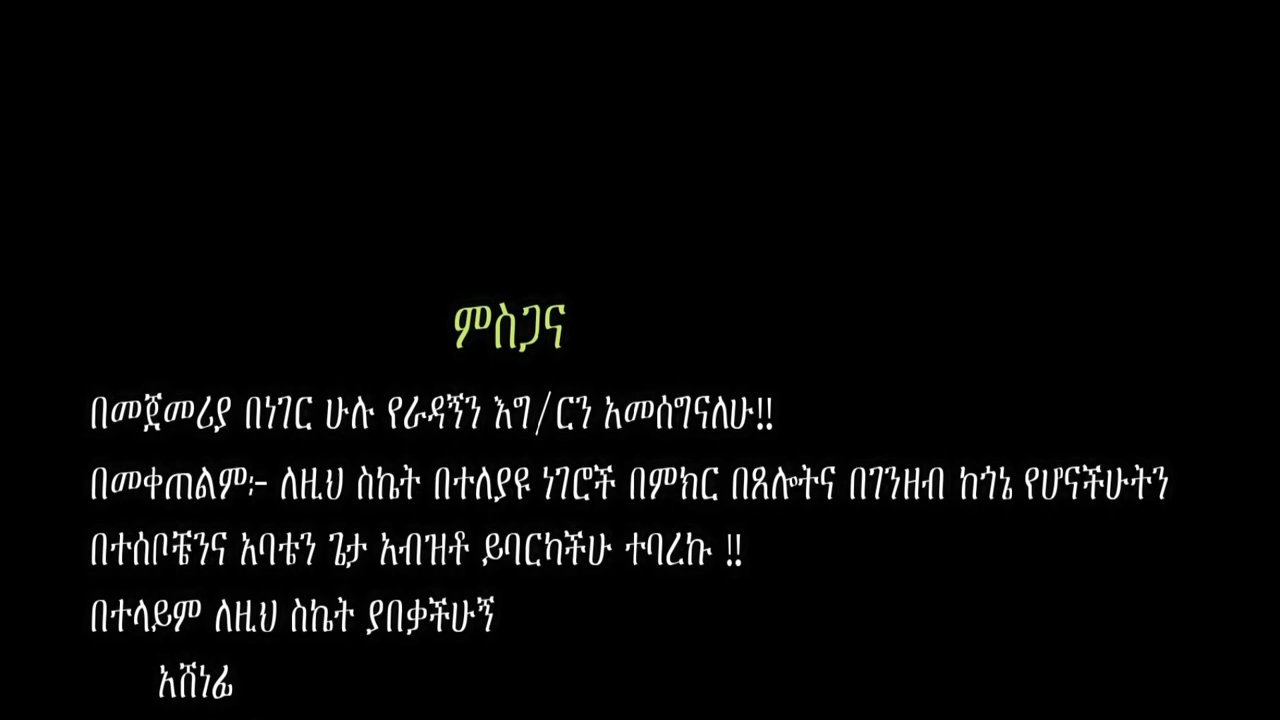 ምስጋና
በመጀመሪያ በነገር ሁሉ የራዳኝን እግ/ርን አመሰግናለሁ!!
በመቀጠልም፡- ለዚህ ስኬት በተለያዩ ነገሮች በምክር በጸሎትና በገንዘብ ከጎኔ የሆናችሁትን
በተሰቦቼንና አባቴን ጌታ አብዝቶ ይባርካችሁ ተባረኩ !!
በተላይም ለዚህ ስኬት ያበቃችሁኝ
አሸነፊ